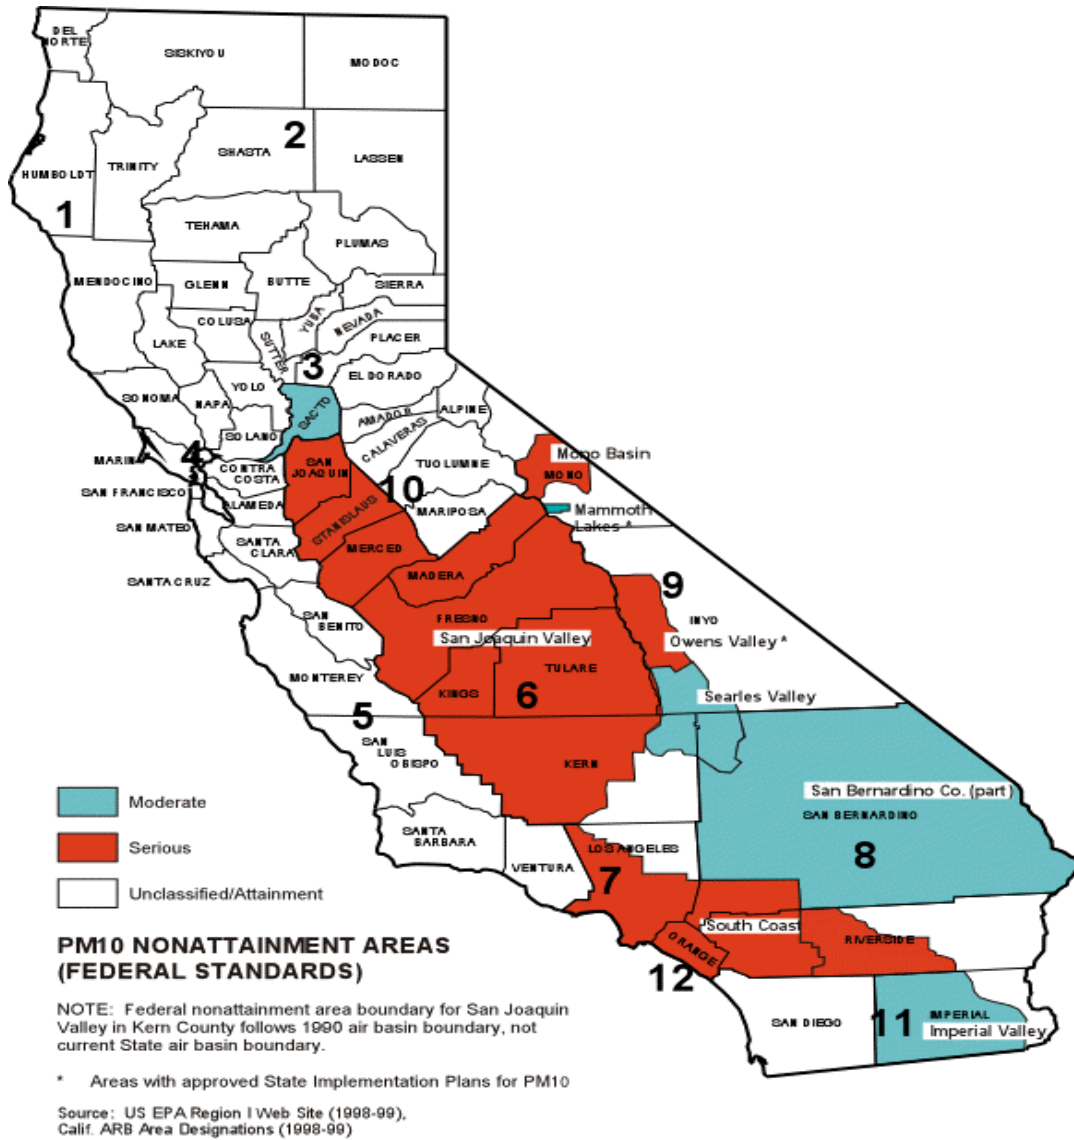 DEL
NORTE
SISKIYOU
MODOC
2
SHASTA
LASSEN
TRINITY
HUMBOLDT
1
TEHAMA
PLUMAS
MENDOCINO
GLENN
BUTTE
SIERRA
COLUSA
YUBA
NEVADA
LAKE
SUTTER
PLACER
3
EL DORADO
SONOMA
NAPA
YOLO
SAC'TO
AMADOR
ALPINE
SOLANO
CALAVERAS
MARIN
4
CONTRA
COSTA
SAN
JOAQUIN
TUOLUMNE
Mono Basin
MONO
SAN FRANCISCO
ALAMEDA
10
MARIPOSA
Mammoth
Lakes *
SAN MATEO
STANISLAUS
SANTA
CLARA
MERCED
SANTA CRUZ
MADERA
9
SAN
BENITO
FRESNO
INYO
San Joaquin Valley
Owens Valley *
MONTEREY
TULARE
KINGS
6
Searles Valley
5
SAN
LUIS
OBISPO
KERN
San Bernardino Co. (part)
SAN BERNARDINO
8
SANTA
BARBARA
VENTURA
LOS ANGELES
7
South Coast
ORANGE
RIVERSIDE
12
SAN DIEGO
11
IMPERIAL
Imperial Valley
Moderate
Serious
Unclassified/Attainment
PM10 NONATTAINMENT AREAS
(FEDERAL STANDARDS)
NOTE: Federal nonattainment area boundary for San Joaquin
Valley in Kern County follows 1990 air basin boundary, not
current State air basin boundary.
* Areas with approved State Implementation Plans for PM10
Source: US EPA Region I Web Site (1998-99),
Calif. ARB Area Designations (1998-99)